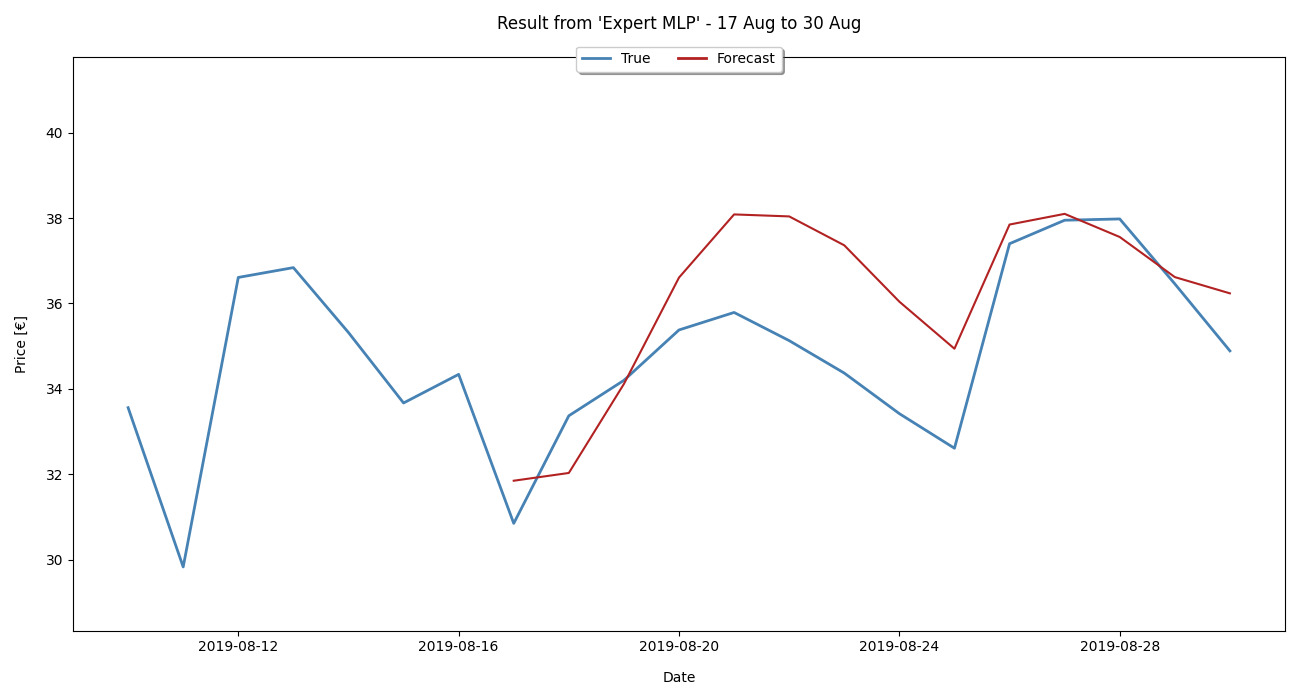 Result from 'Expert MLP' - 17 Aug to 30 Aug
True Forecast
40
38
36
34
32
30
Price [€]
2019-08-12 2019-08-16 2019-08-20 2019-08-24 2019-08-28
Date